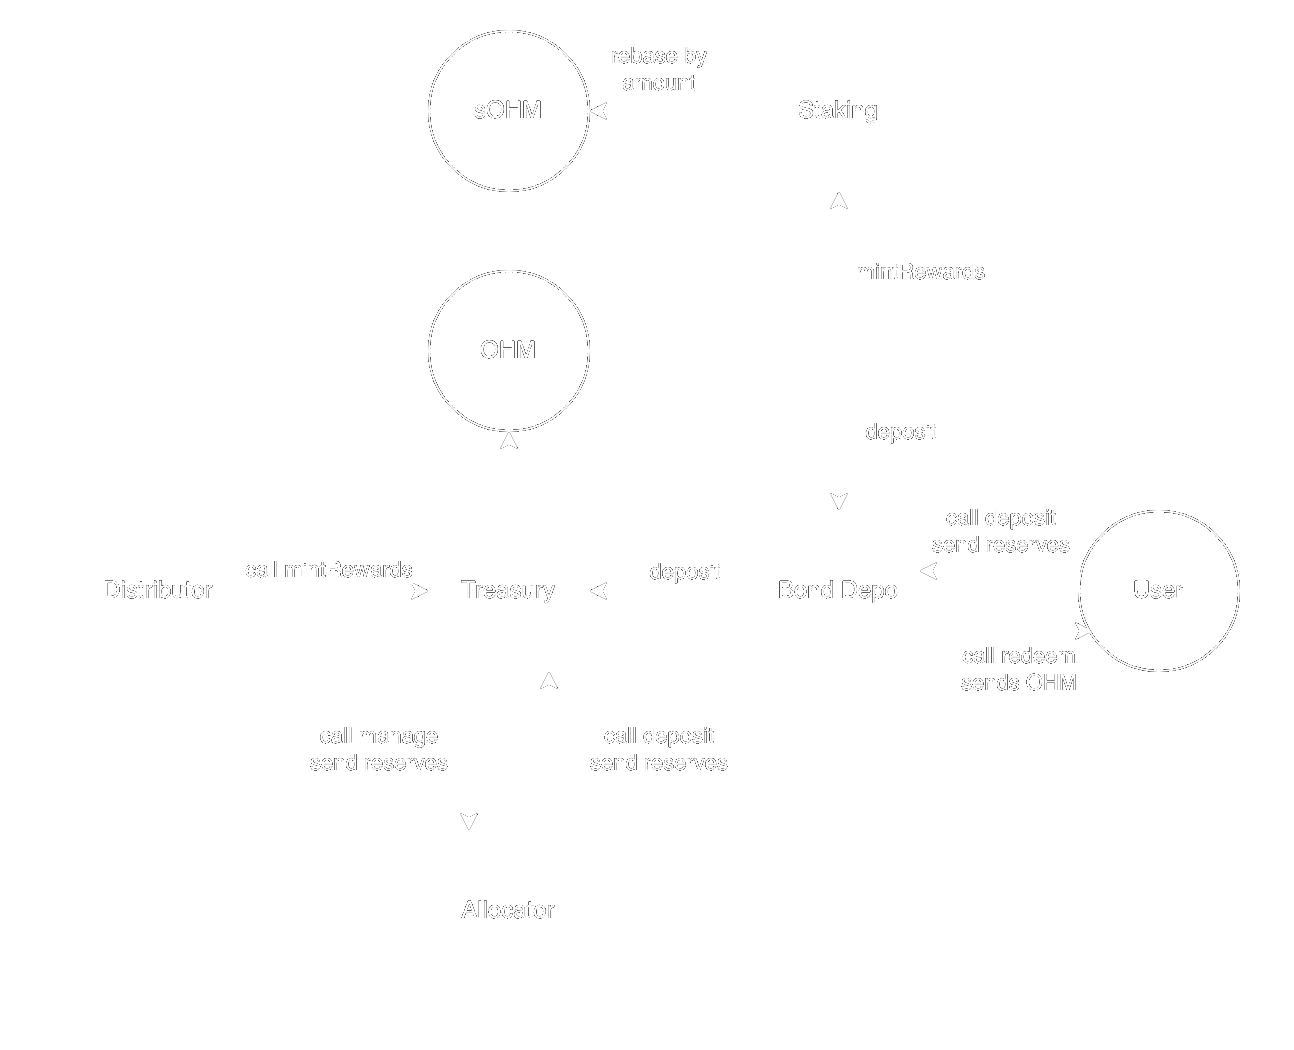 rebase by
amount
sOHM
Staking
mintRewards
OHM
deposit
call deposit
send reserves
call mintRewards
deposit
Distributor
Treasury
Bond Depo
User
call redeem
sends OHM
call manage
send reserves
call deposit
send reserves
Allocator